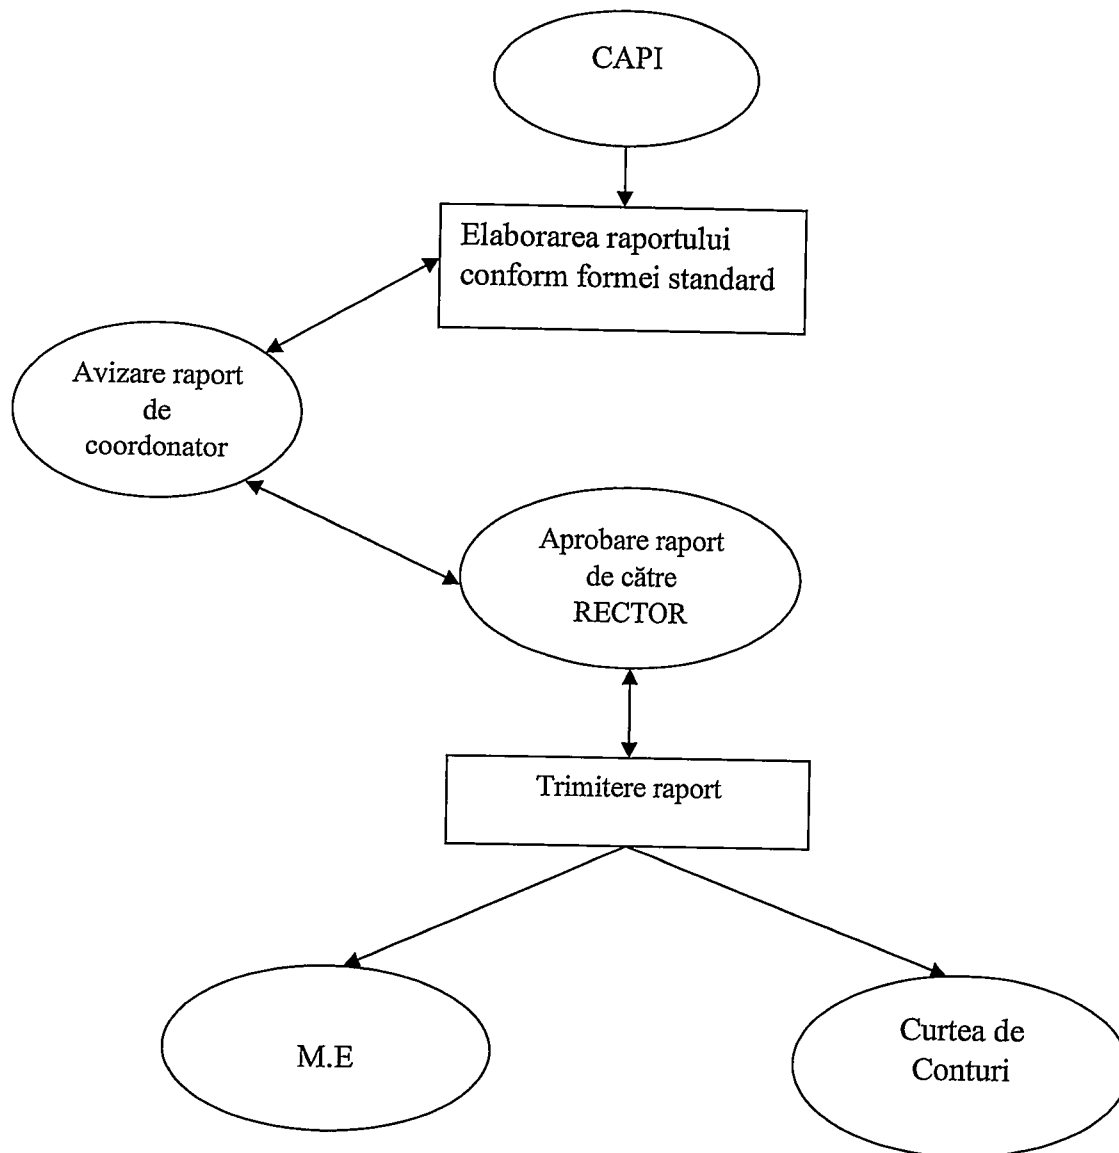 CAPI
Elaborarea raportului
conform formei standard
Avizare raport
de
coordonator
Aprobare raport
de către
RECTOR
Trimitere raport
M.E
Curtea de
Conturi